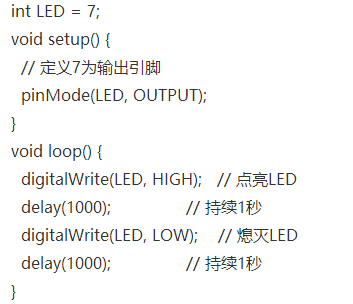 int LED = 7;
void setup() {
  // 定义7为输出引脚
  pinMode(LED, OUTPUT);
}
void loop() {
  digitalWrite(LED, HIGH);   // 点亮LED
  delay(1000);               // 持续1秒
  digitalWrite(LED, LOW);    // 熄灭LED
  delay(1000);               // 持续1秒
}